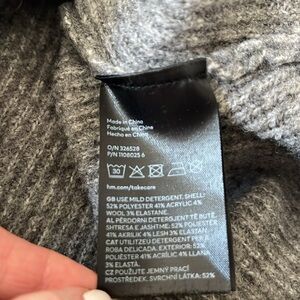 Made in China
Fabriqué en Chine
Hecho en China
O/N 326528
P/N 1108025 6
30
hm.com/takecare
GB USE MILD DETERGENT. SHELL:
52% POLYESTER 41% ACRYLIC 4%
WOOL 3% ELASTANE.
AL PËRDORNI DETERGJENT TË BUTË.
SHTRESA E JASHTME: 52% POLIESTËR
41% AKRILIK 4% LESH 3% ELASTAN.
CAT UTILITZEU DETERGENT PER A
ROBA DELICADA. EXTERIOR: 52%
POLIÈSTER 41% ACRÍLIC 4% LLANA
3% ELASTÀ.
CZ POUŽITE JEMNÝ PRACÍ
PROSTŘEDEK. SVRCHNÍ LÁTKA: 52%